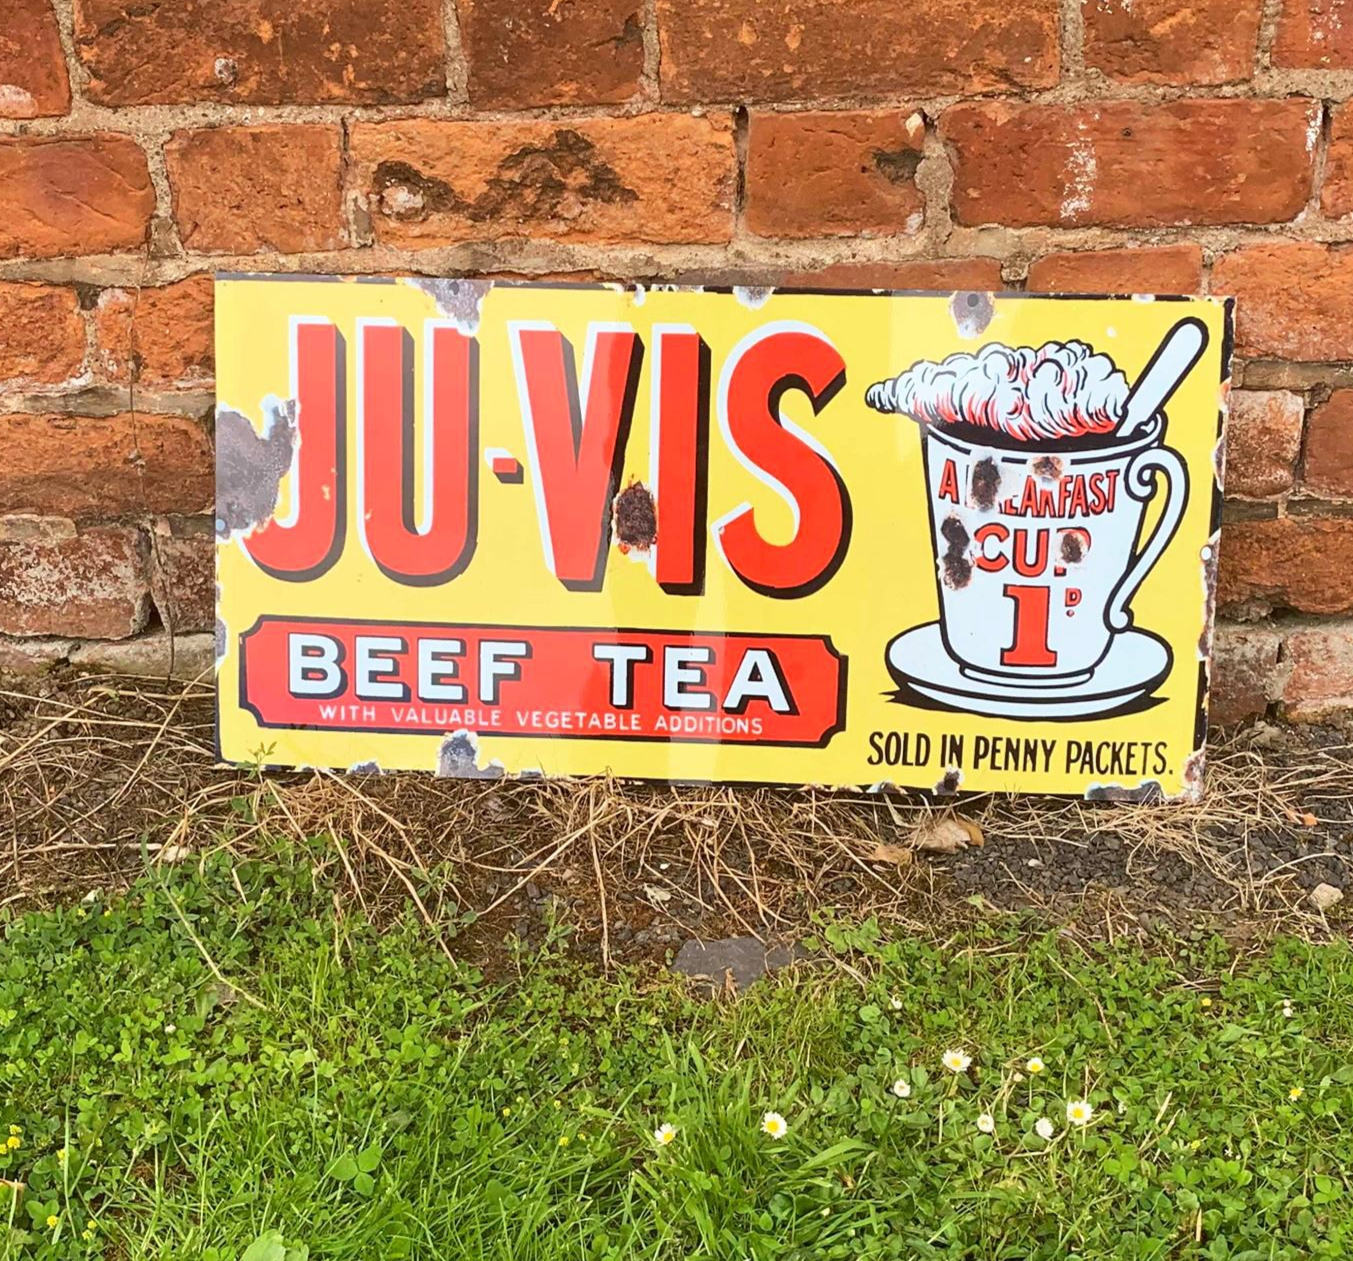 JU-VIS
BEEF TEA
WITH VALUABLE VEGETABLE ADDITIONS
A BREAKFAST
CUP
1D.
SOLD IN PENNY PACKETS.